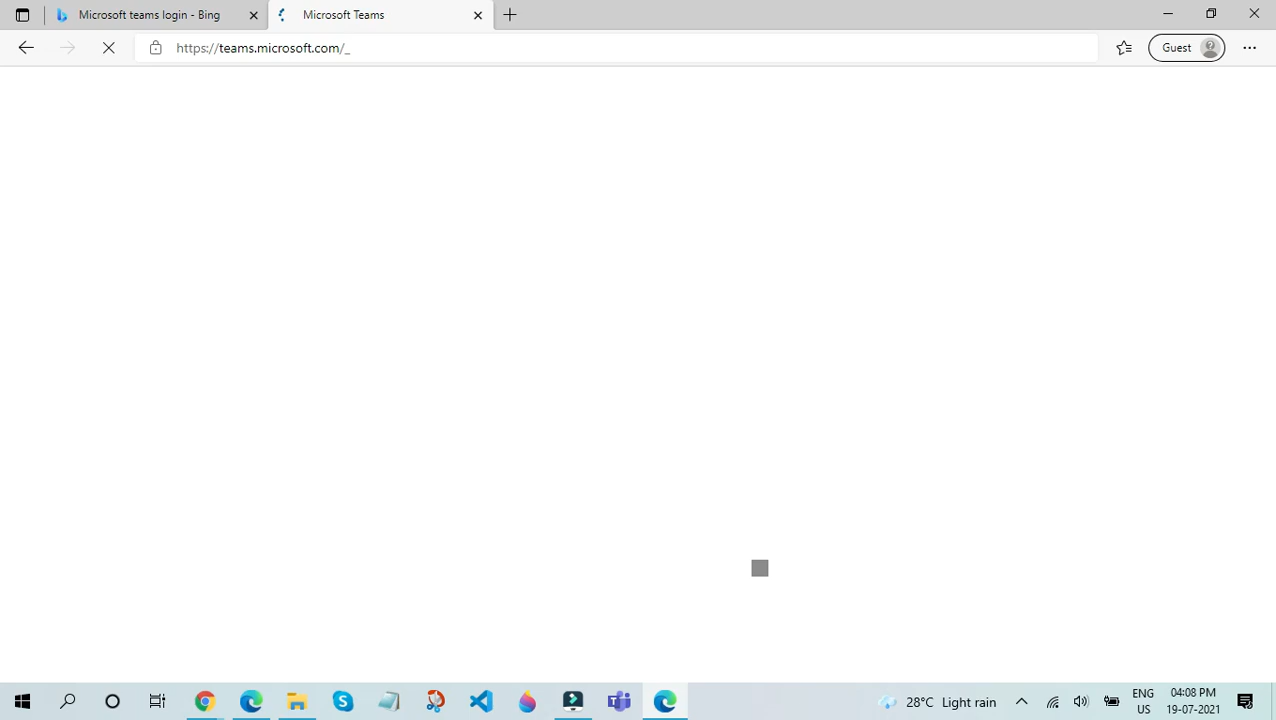 Microsoft teams login - Bing
Microsoft Teams
https://teams.microsoft.com/_
Guest
28°C Light rain
ENG
US
04:08 PM
19-07-2021